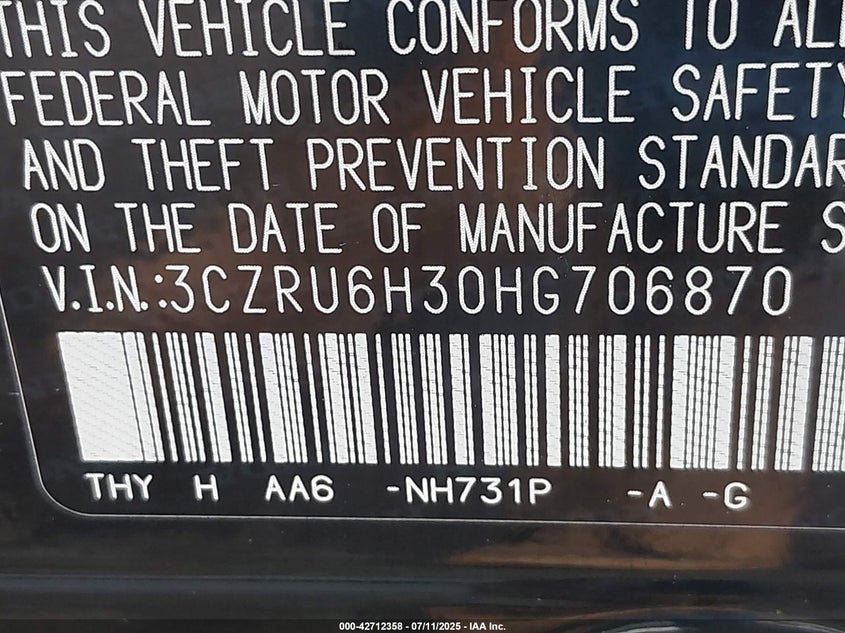 THIS VEHICLE CONFORMS TO ALL
FEDERAL MOTOR VEHICLE SAFETY
AND THEFT PREVENTION STANDAR
ON THE DATE OF MANUFACTURE S
V.I.N.:3CZRU6H30HG706870
THY H AA6 -NH731P -A -G
000-42712358 - 07/11/2025 - IAA Inc.